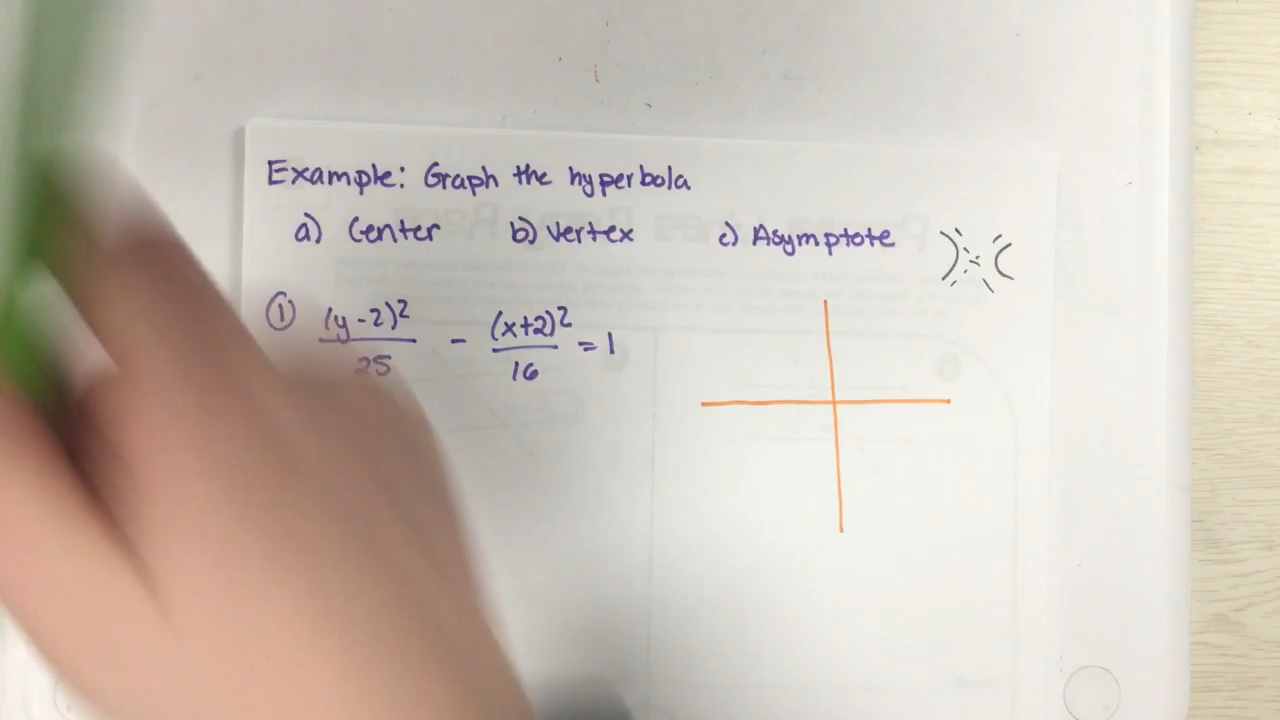 Example: Graph the hyperbola
a) Center b) Vertex c) Asymptote
① (y-2)²/25 - (x+2)²/16 = 1